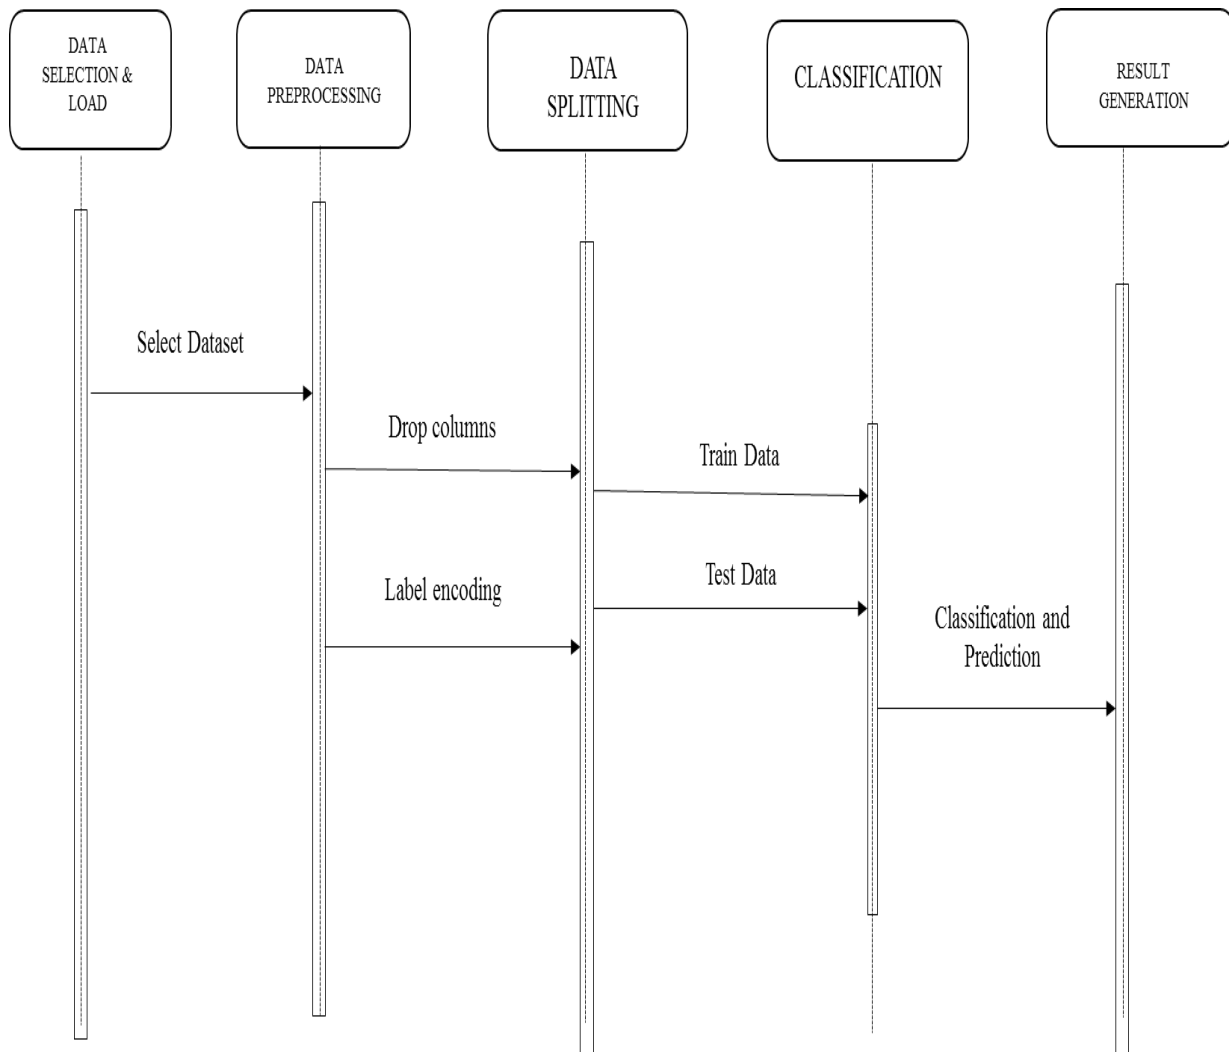 DATA
SELECTION &
LOAD
DATA
PREPROCESSING
DATA
SPLITTING
CLASSIFICATION
RESULT
GENERATION
Select Dataset
Drop columns
Train Data
Label encoding
Test Data
Classification and
Prediction